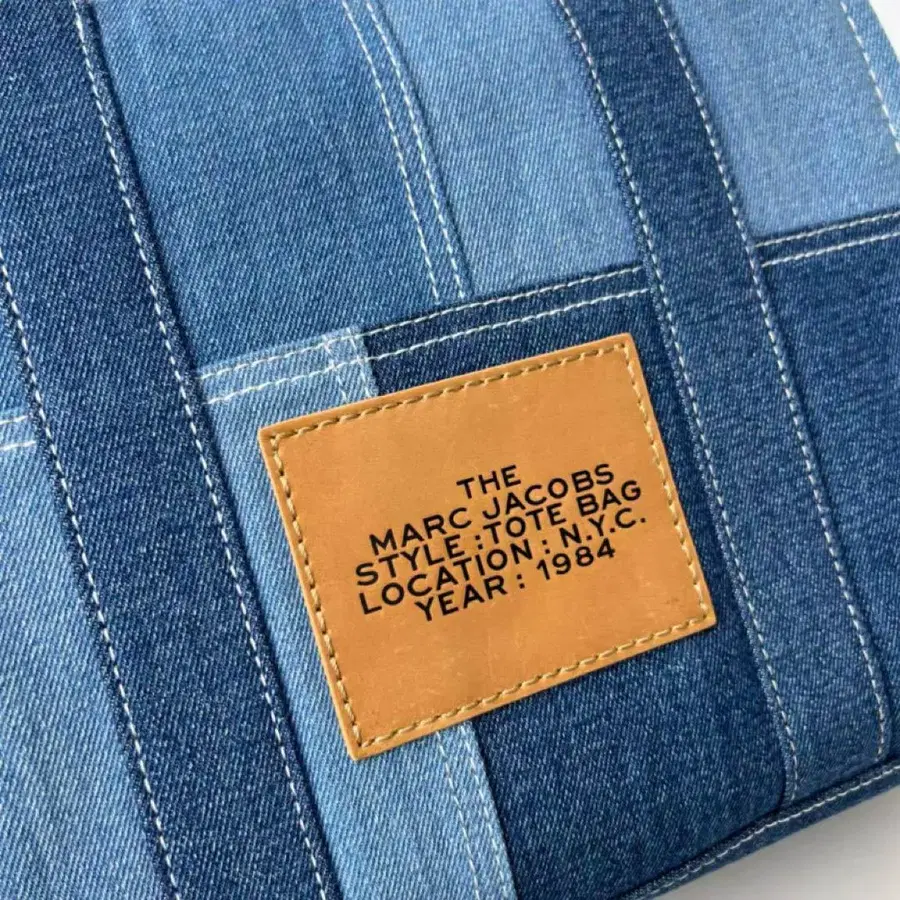 THE
MARC JACOBS
STYLE : TOTE BAG
LOCATION : N.Y.C.
YEAR : 1984